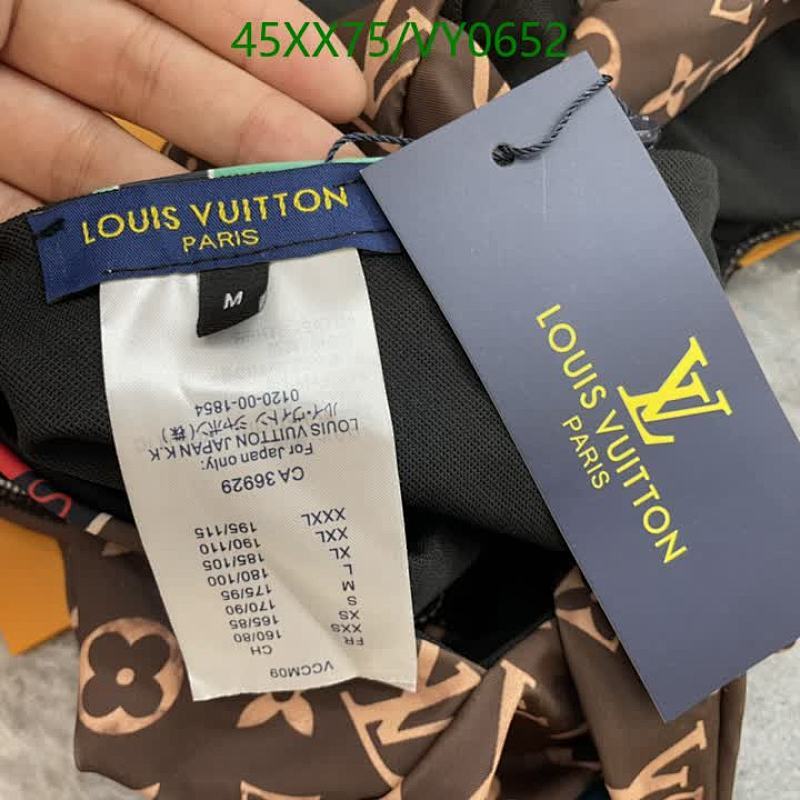 45XX75/VY0652
LOUIS VUITTON
PARIS
M
LOUIS VUITTON
PARIS
VCCM09
FR CH
XXS 160/80
XS 165/85
S 170/90
M 175/95
L 180/100
XL 185/105
XXL 190/110
XXXL 195/115
CA 36929
For Japan only:
LOUIS VUITTON JAPAN K.K
ルイ・ヴィトン ジャパン(株)
0120-00-1854